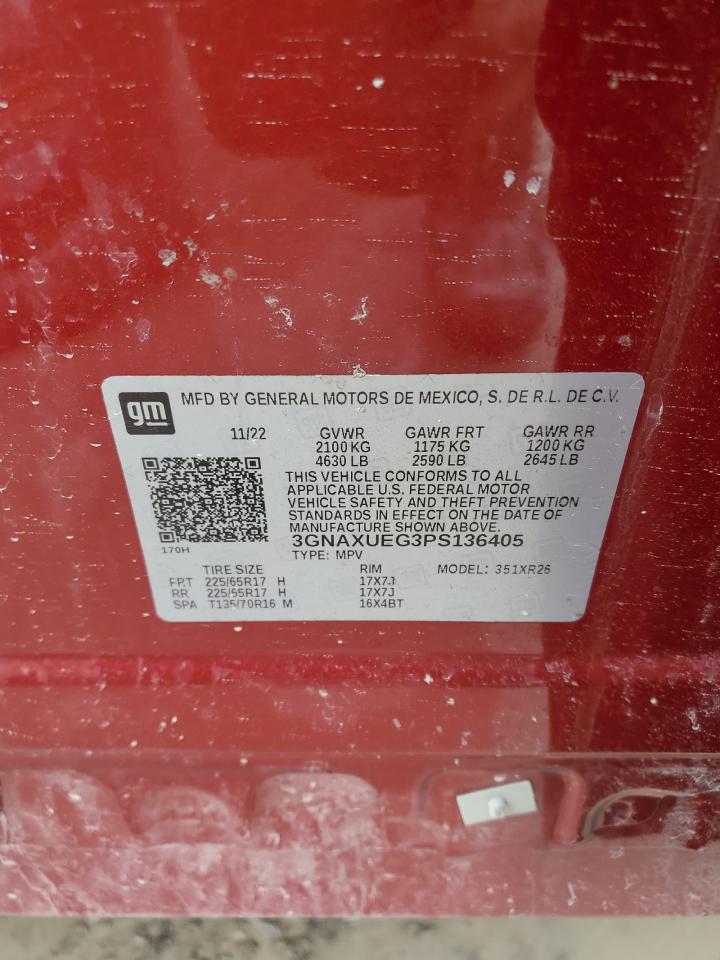 gm
MFD BY GENERAL MOTORS DE MEXICO, S. DE R.L. DE C.V.
11/22 GVWR GAWR FRT GAWR RR
2100 KG 1175 KG 1200 KG
4630 LB 2590 LB 2645 LB
THIS VEHICLE CONFORMS TO ALL
APPLICABLE U.S. FEDERAL MOTOR
VEHICLE SAFETY AND THEFT PREVENTION
STANDARDS IN EFFECT ON THE DATE OF
MANUFACTURE SHOWN ABOVE.
3GNAXUEG3PS136405
170H
TYPE: MPV
TIRE SIZE RIM MODEL: 351XR26
FRT 225/65R17 H 17X7J
RR 225/65R17 H 17X7J
SPA T135/70R16 M 16X4BT